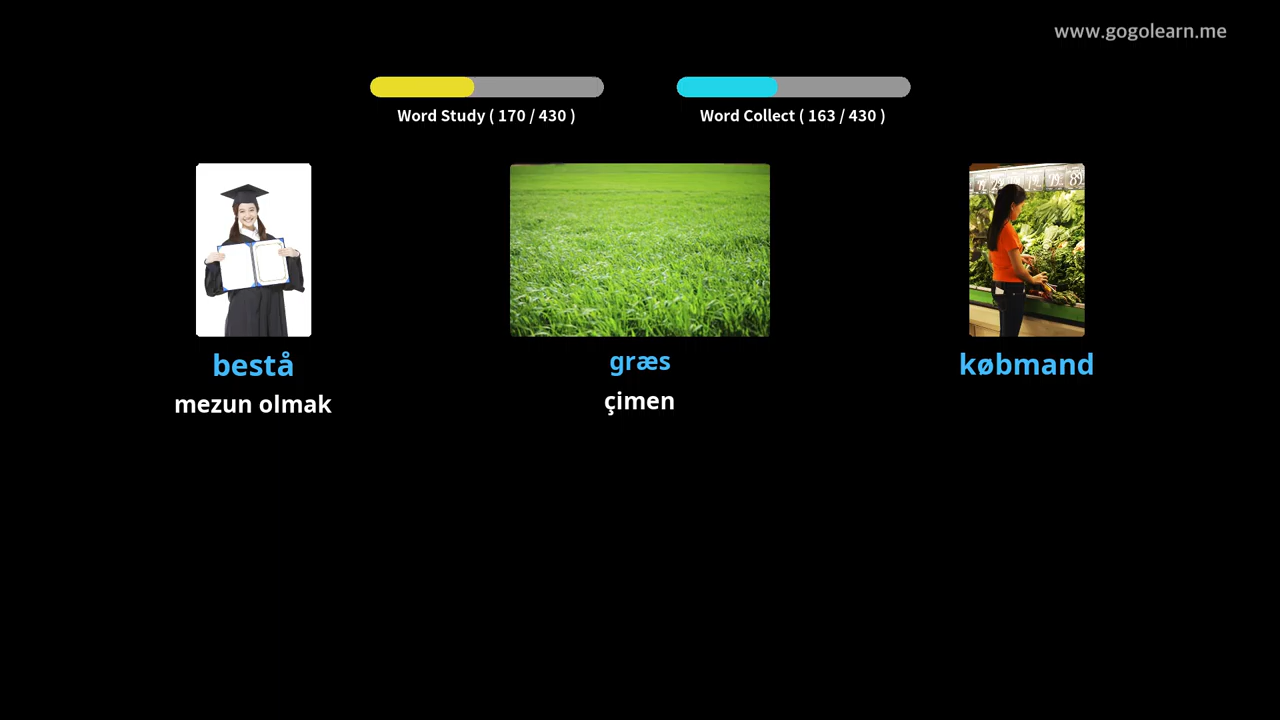 www.gogolearn.me
Word Study ( 170 / 430 )
Word Collect ( 163 / 430 )
bestå
græs
købmand
mezun olmak
çimen